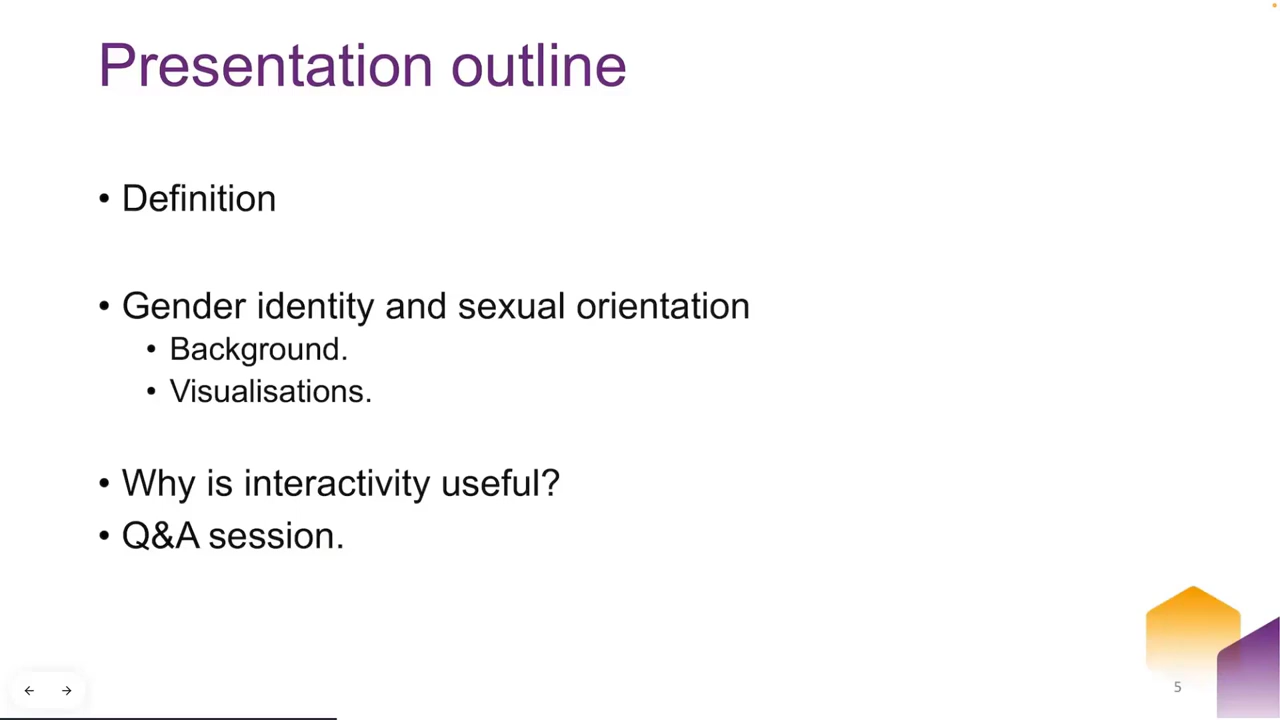 Presentation outline
• Definition
• Gender identity and sexual orientation
• Background.
• Visualisations.
• Why is interactivity useful?
• Q&A session.
5